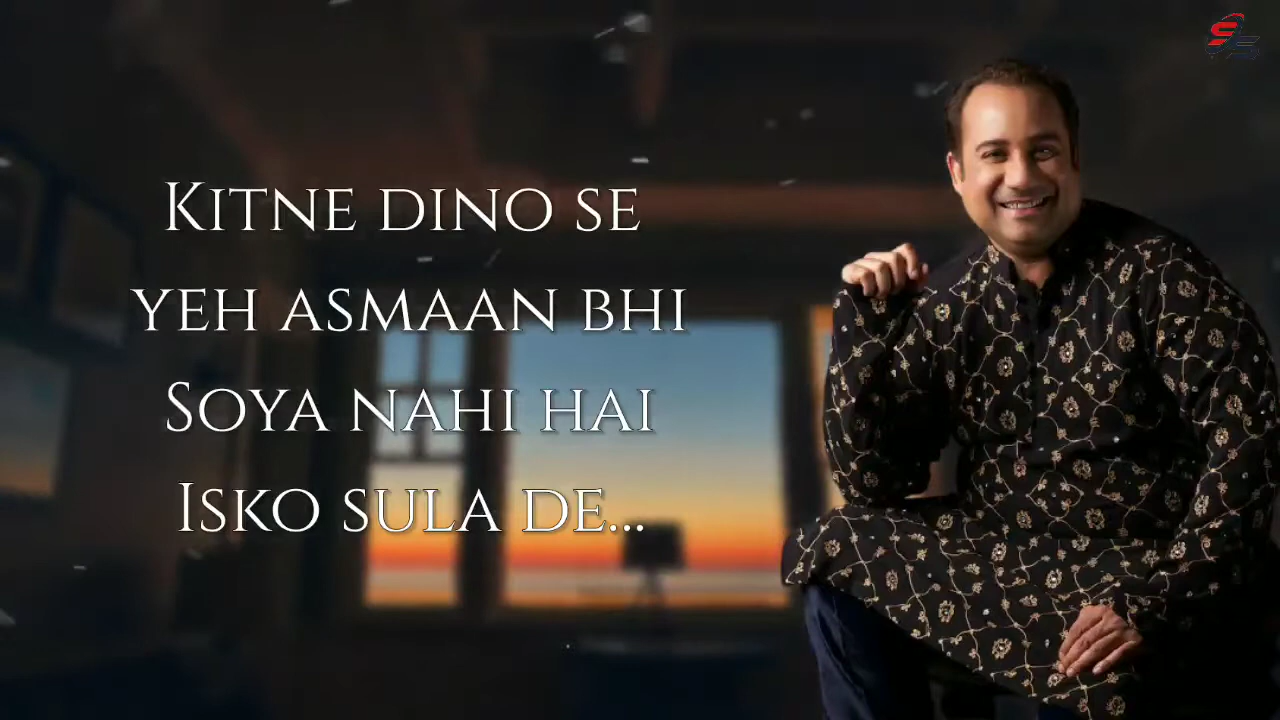 Kitne dino se
yeh asmaan bhi
Soya nahi hai
Isko sula de...